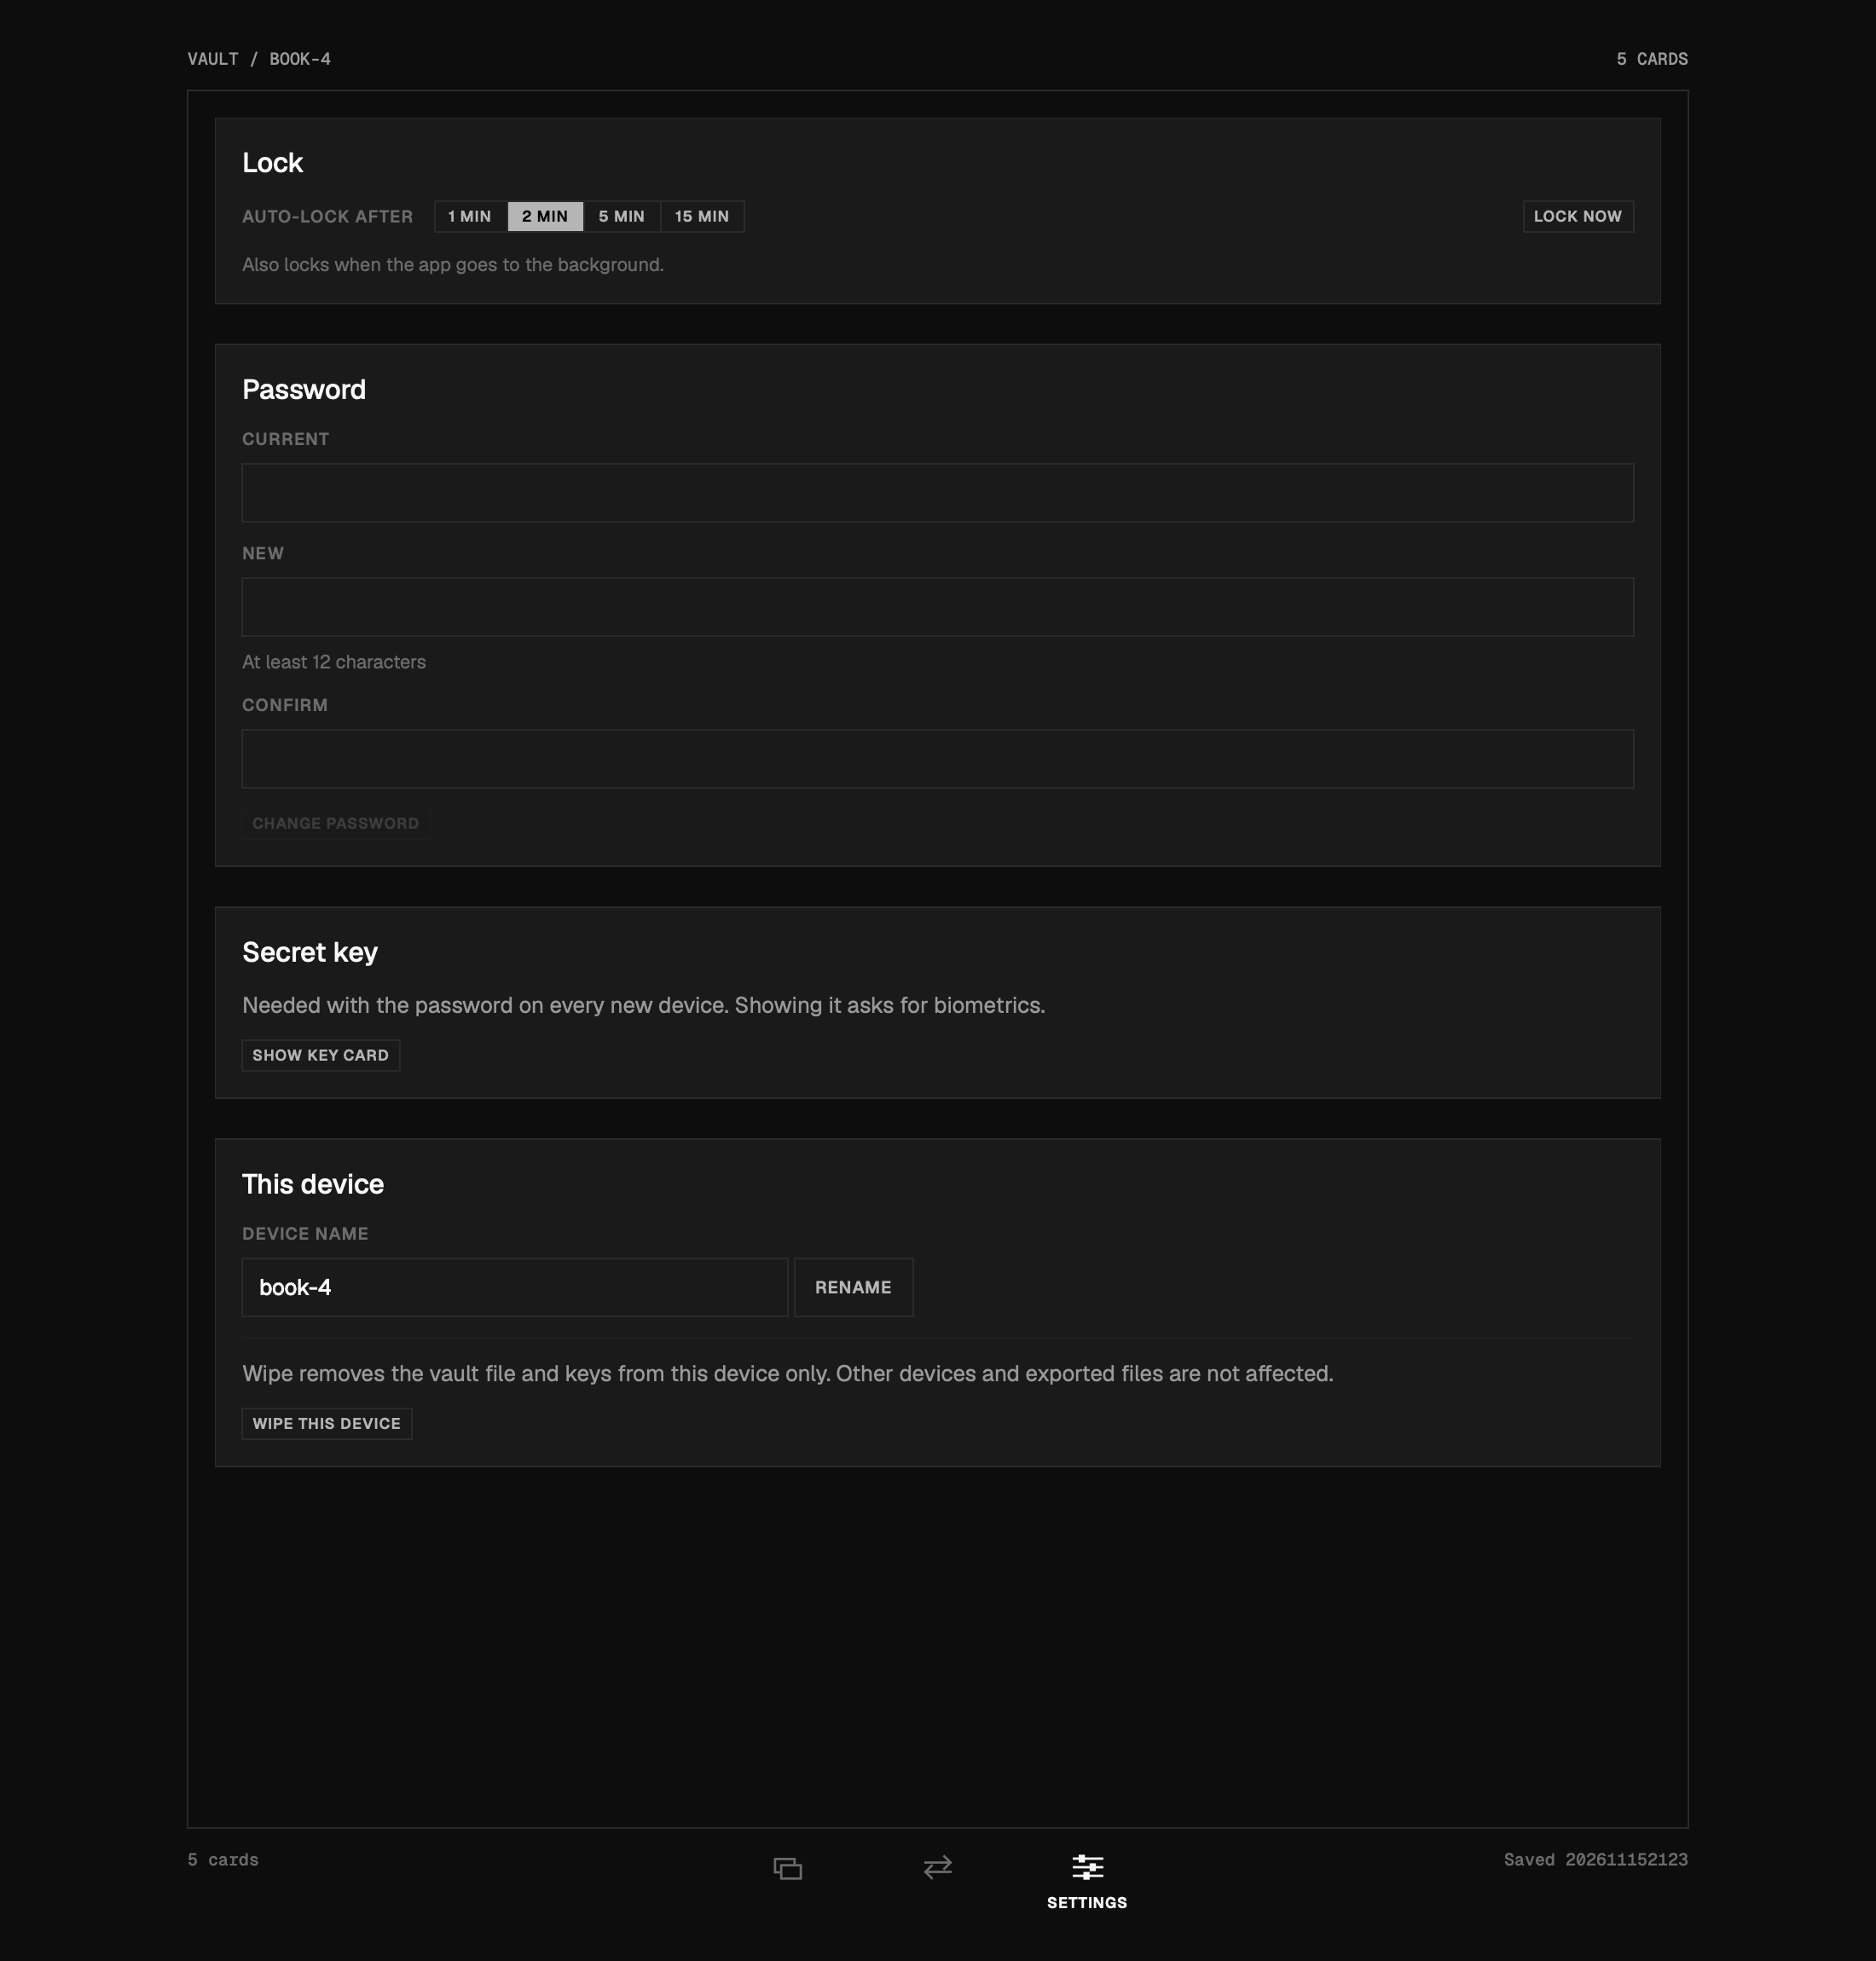 VAULT / BOOK-4
5 CARDS
Lock
AUTO-LOCK AFTER 1 MIN 2 MIN 5 MIN 15 MIN LOCK NOW
Also locks when the app goes to the background.
Password
CURRENT
NEW
At least 12 characters
CONFIRM
CHANGE PASSWORD
Secret key
Needed with the password on every new device. Showing it asks for biometrics.
SHOW KEY CARD
This device
DEVICE NAME
book-4 RENAME
Wipe removes the vault file and keys from this device only. Other devices and exported files are not affected.
WIPE THIS DEVICE
5 cards
Saved 202611152123
SETTINGS